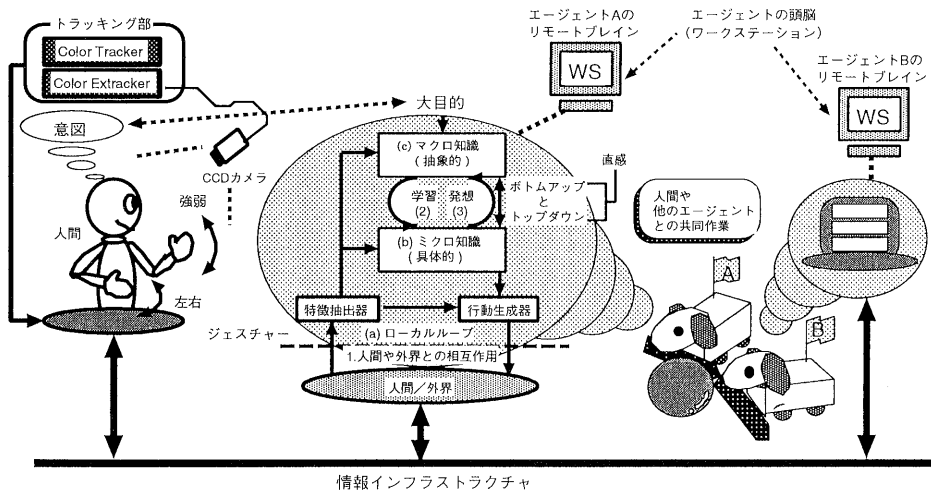 トラッキング部
Color Tracker
Color Extracker
意図
CCDカメラ
人間
強弱
左右
ジェスチャー
大目的
(c) マクロ知識
(抽象的)
学習 発想
(2) (3)
(b) ミクロ知識
(具体的)
ボトムアップ
と
トップダウン
直感
特徴抽出器
行動生成器
(a) ローカルループ
1.人間や外界との相互作用
人間/外界
エージェントAの
リモートブレイン
WS
エージェントの頭脳
(ワークステーション)
エージェントBの
リモートブレイン
WS
人間や
他のエージェント
との共同作業
A
B
情報インフラストラクチャ